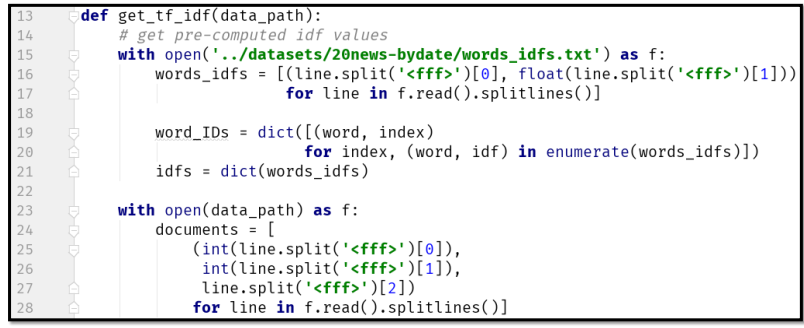 13 def get_tf_idf(data_path):
14     # get pre-computed idf values
15     with open('../datasets/20news-bydate/words_idfs.txt') as f:
16         words_idfs = [(line.split('<fff>')[0], float(line.split('<fff>')[1]))
17                       for line in f.read().splitlines()]
18
19         word_IDs = dict([(word, index)
20                         for index, (word, idf) in enumerate(words_idfs)])
21         idfs = dict(words_idfs)
22
23     with open(data_path) as f:
24         documents = [
25             (int(line.split('<fff>')[0]),
26              int(line.split('<fff>')[1]),
27              line.split('<fff>')[2])
28             for line in f.read().splitlines()]